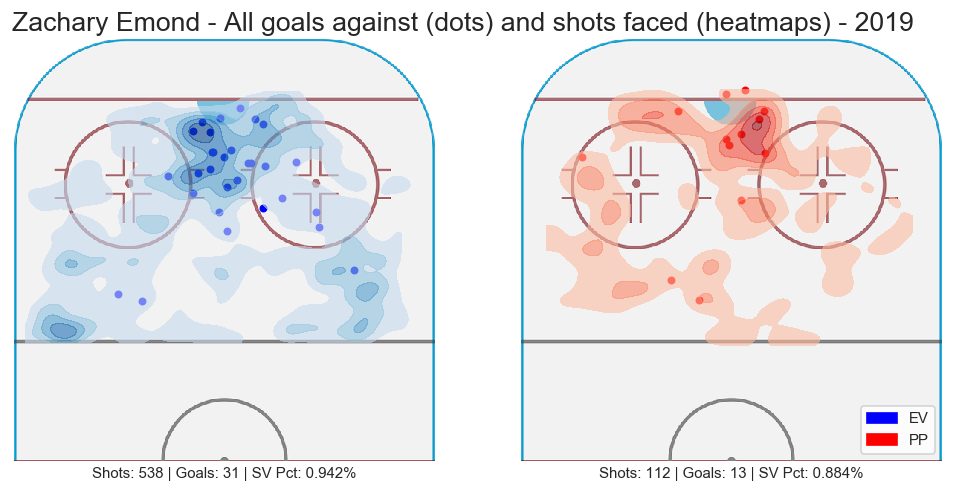 Zachary Emond - All goals against (dots) and shots faced (heatmaps) - 2019
EV
PP
Shots: 538 | Goals: 31 | SV Pct: 0.942%
Shots: 112 | Goals: 13 | SV Pct: 0.884%